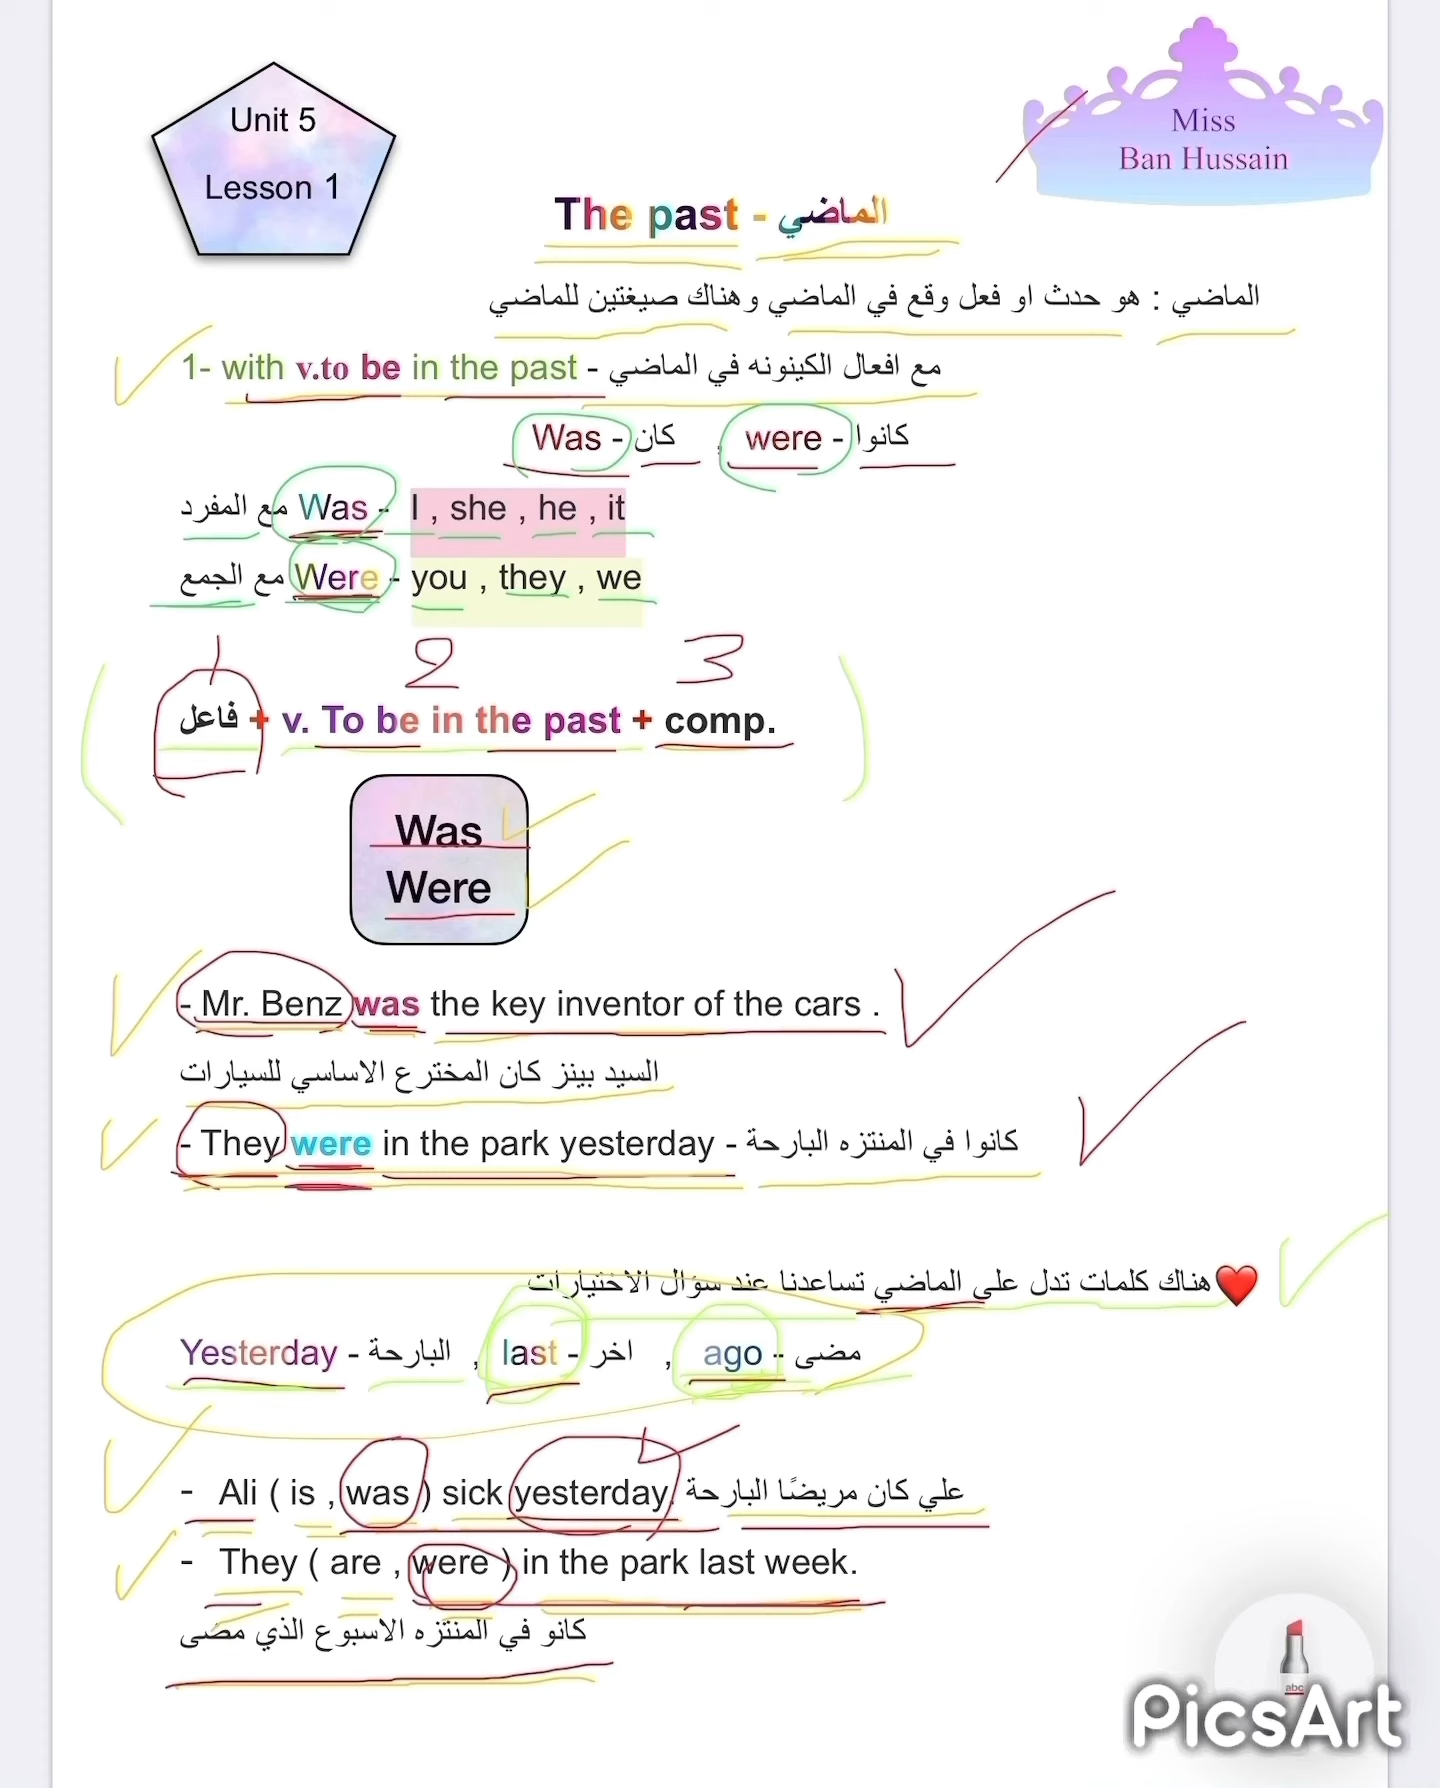 Unit 5
Lesson 1
Miss
Ban Hussain
The past - الماضي
الماضي : هو حدث او فعل وقع في الماضي وهناك صيغتين للماضي
1- with v.to be in the past - مع افعال الكينونه في الماضي
Was - كان , were - كانوا
مع المفرد Was - I , she , he , it
مع الجمع Were - you , they , we
1 2 3
فاعل + v. To be in the past + comp.
Was
Were
- Mr. Benz was the key inventor of the cars .
السيد بينز كان المخترع الاساسي للسيارات
- They were in the park yesterday - كانوا في المنتزه البارحة
هناك كلمات تدل على الماضي تساعدنا عند سؤال الاختيارات
Yesterday - البارحة , last - اخر , ago - مضى
- Ali ( is , was ) sick yesterday. علي كان مريضًا البارحة
- They ( are , were ) in the park last week.
كانو في المنتزه الاسبوع الذي مضى
abc
PicsArt